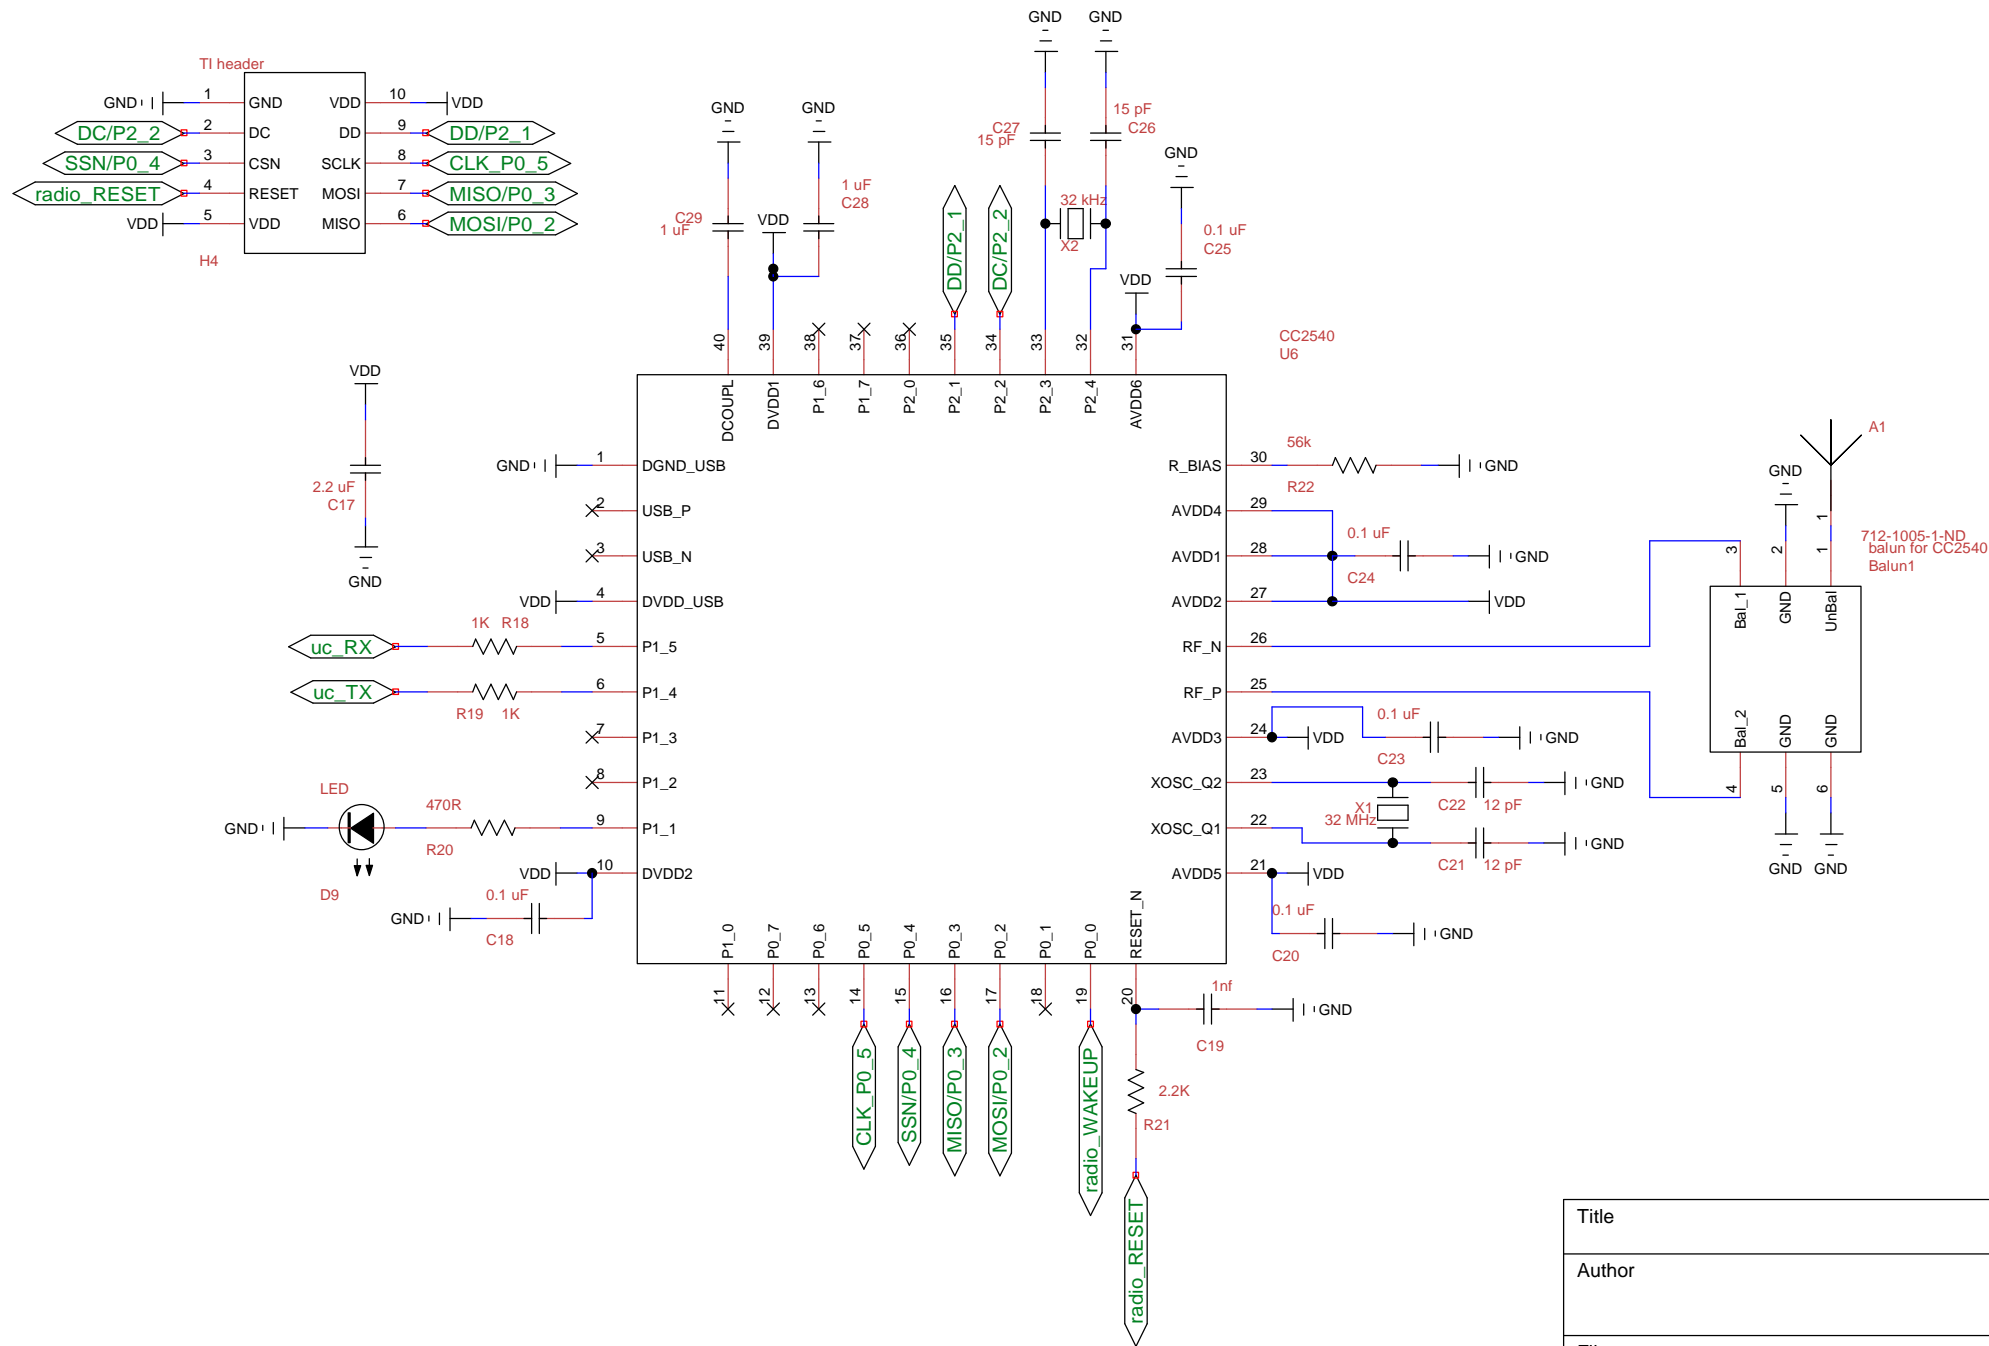 TI header
GND
1
GND
VDD
10
VDD
DC/P2_2
2
DC
DD
9
DD/P2_1
SSN/P0_4
3
CSN
SCLK
8
CLK_P0_5
radio_RESET
4
RESET
MOSI
7
MISO/P0_3
VDD
5
VDD
MISO
6
MOSI/P0_2
H4
GND
GND
C27
15 pF
15 pF
C26
GND
GND
C29
1 uF
VDD
1 uF
C28
DD/P2_1
DC/P2_2
32 kHz
X2
GND
0.1 uF
C25
VDD
40
39
38
37
36
35
34
33
32
31
CC2540
U6
DCOUPL
DVDD1
P1_6
P1_7
P2_0
P2_1
P2_2
P2_3
P2_4
AVDD6
VDD
2.2 uF
C17
GND
GND
1
DGND_USB
2
USB_P
3
USB_N
VDD
4
DVDD_USB
uc_RX
1K R18
5
P1_5
uc_TX
R19 1K
6
P1_4
7
P1_3
8
P1_2
LED
GND
470R
R20
D9
9
P1_1
VDD
10
DVDD2
GND
0.1 uF
C18
R_BIAS
30
56k
R22
GND
AVDD4
29
AVDD1
28
0.1 uF
C24
GND
AVDD2
27
VDD
RF_N
26
RF_P
25
AVDD3
24
VDD
0.1 uF
C23
GND
XOSC_Q2
23
X1
32 MHz
C22 12 pF
GND
XOSC_Q1
22
C21 12 pF
GND
AVDD5
21
VDD
0.1 uF
C20
GND
A1
GND
712-1005-1-ND
balun for CC2540
Balun1
3
2
1
1
Bal_1
GND
UnBal
Bal_2
GND
GND
4
5
6
GND
GND
P1_0
P0_7
P0_6
P0_5
P0_4
P0_3
P0_2
P0_1
P0_0
RESET_N
11
12
13
14
15
16
17
18
19
20
1nf
C19
GND
CLK_P0_5
SSN/P0_4
MISO/P0_3
MOSI/P0_2
radio_WAKEUP
2.2K
R21
radio_RESET
Title
Author